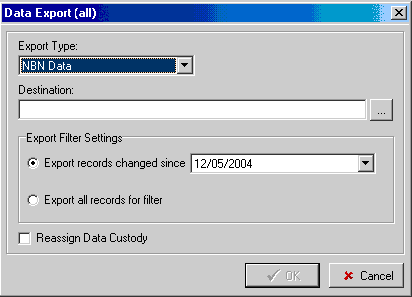 Data Export (all)
Export Type:
NBN Data
Destination:
...
Export Filter Settings
Export records changed since 12/05/2004
Export all records for filter
Reassign Data Custody
OK Cancel